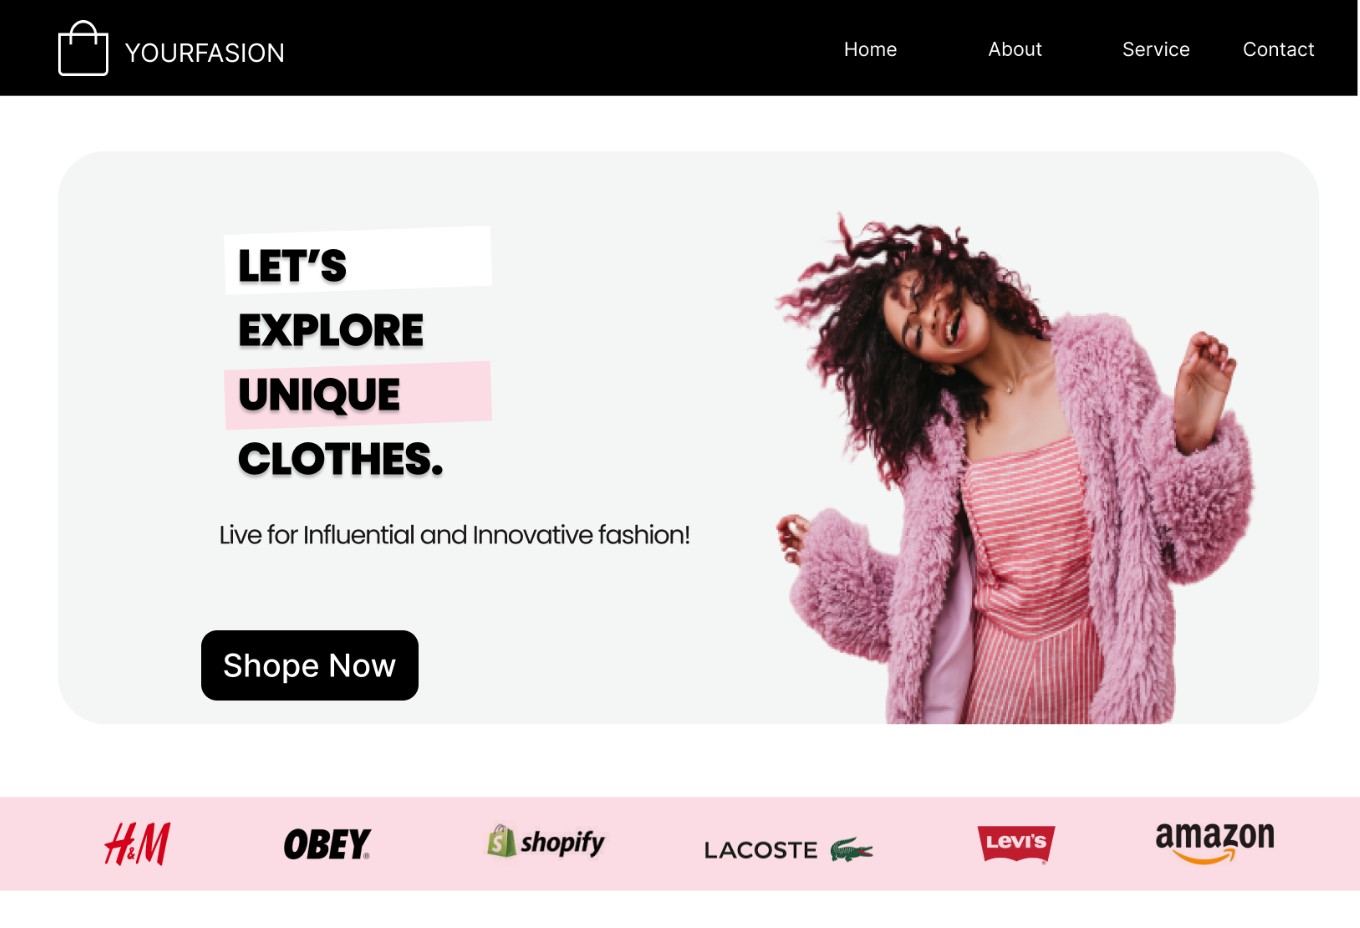 YOURFASION
Home About Service Contact
LET’S
EXPLORE
UNIQUE
CLOTHES.
Live for Influential and Innovative fashion!
Shope Now
H&M OBEY® shopify LACOSTE LEVI'S amazon